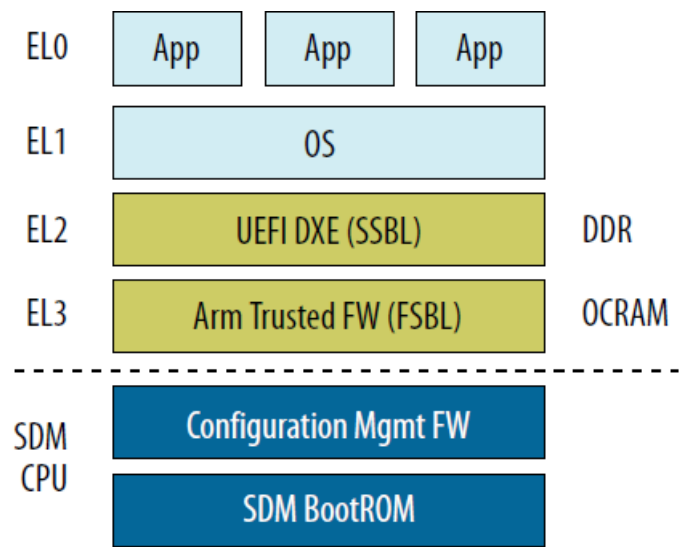 EL0 App App App
EL1 OS
EL2 UEFI DXE (SSBL) DDR
EL3 Arm Trusted FW (FSBL) OCRAM
SDM CPU
Configuration Mgmt FW
SDM BootROM